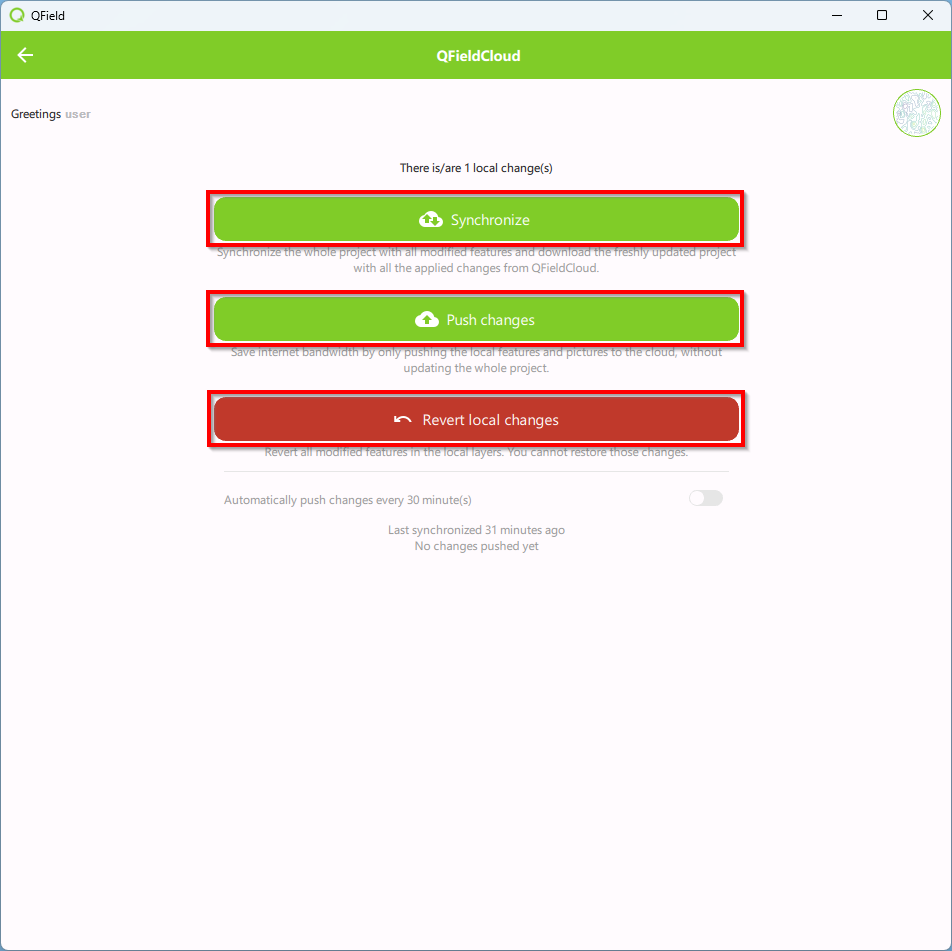 QField
QFieldCloud
Greetings user
There is/are 1 local change(s)
Synchronize
Synchronize the whole project with all modified features and download the freshly updated project
with all the applied changes from QFieldCloud.
Push changes
Save internet bandwidth by only pushing the local features and pictures to the cloud, without
updating the whole project.
Revert local changes
Revert all modified features in the local layers. You cannot restore those changes.
Automatically push changes every 30 minute(s)
Last synchronized 31 minutes ago
No changes pushed yet